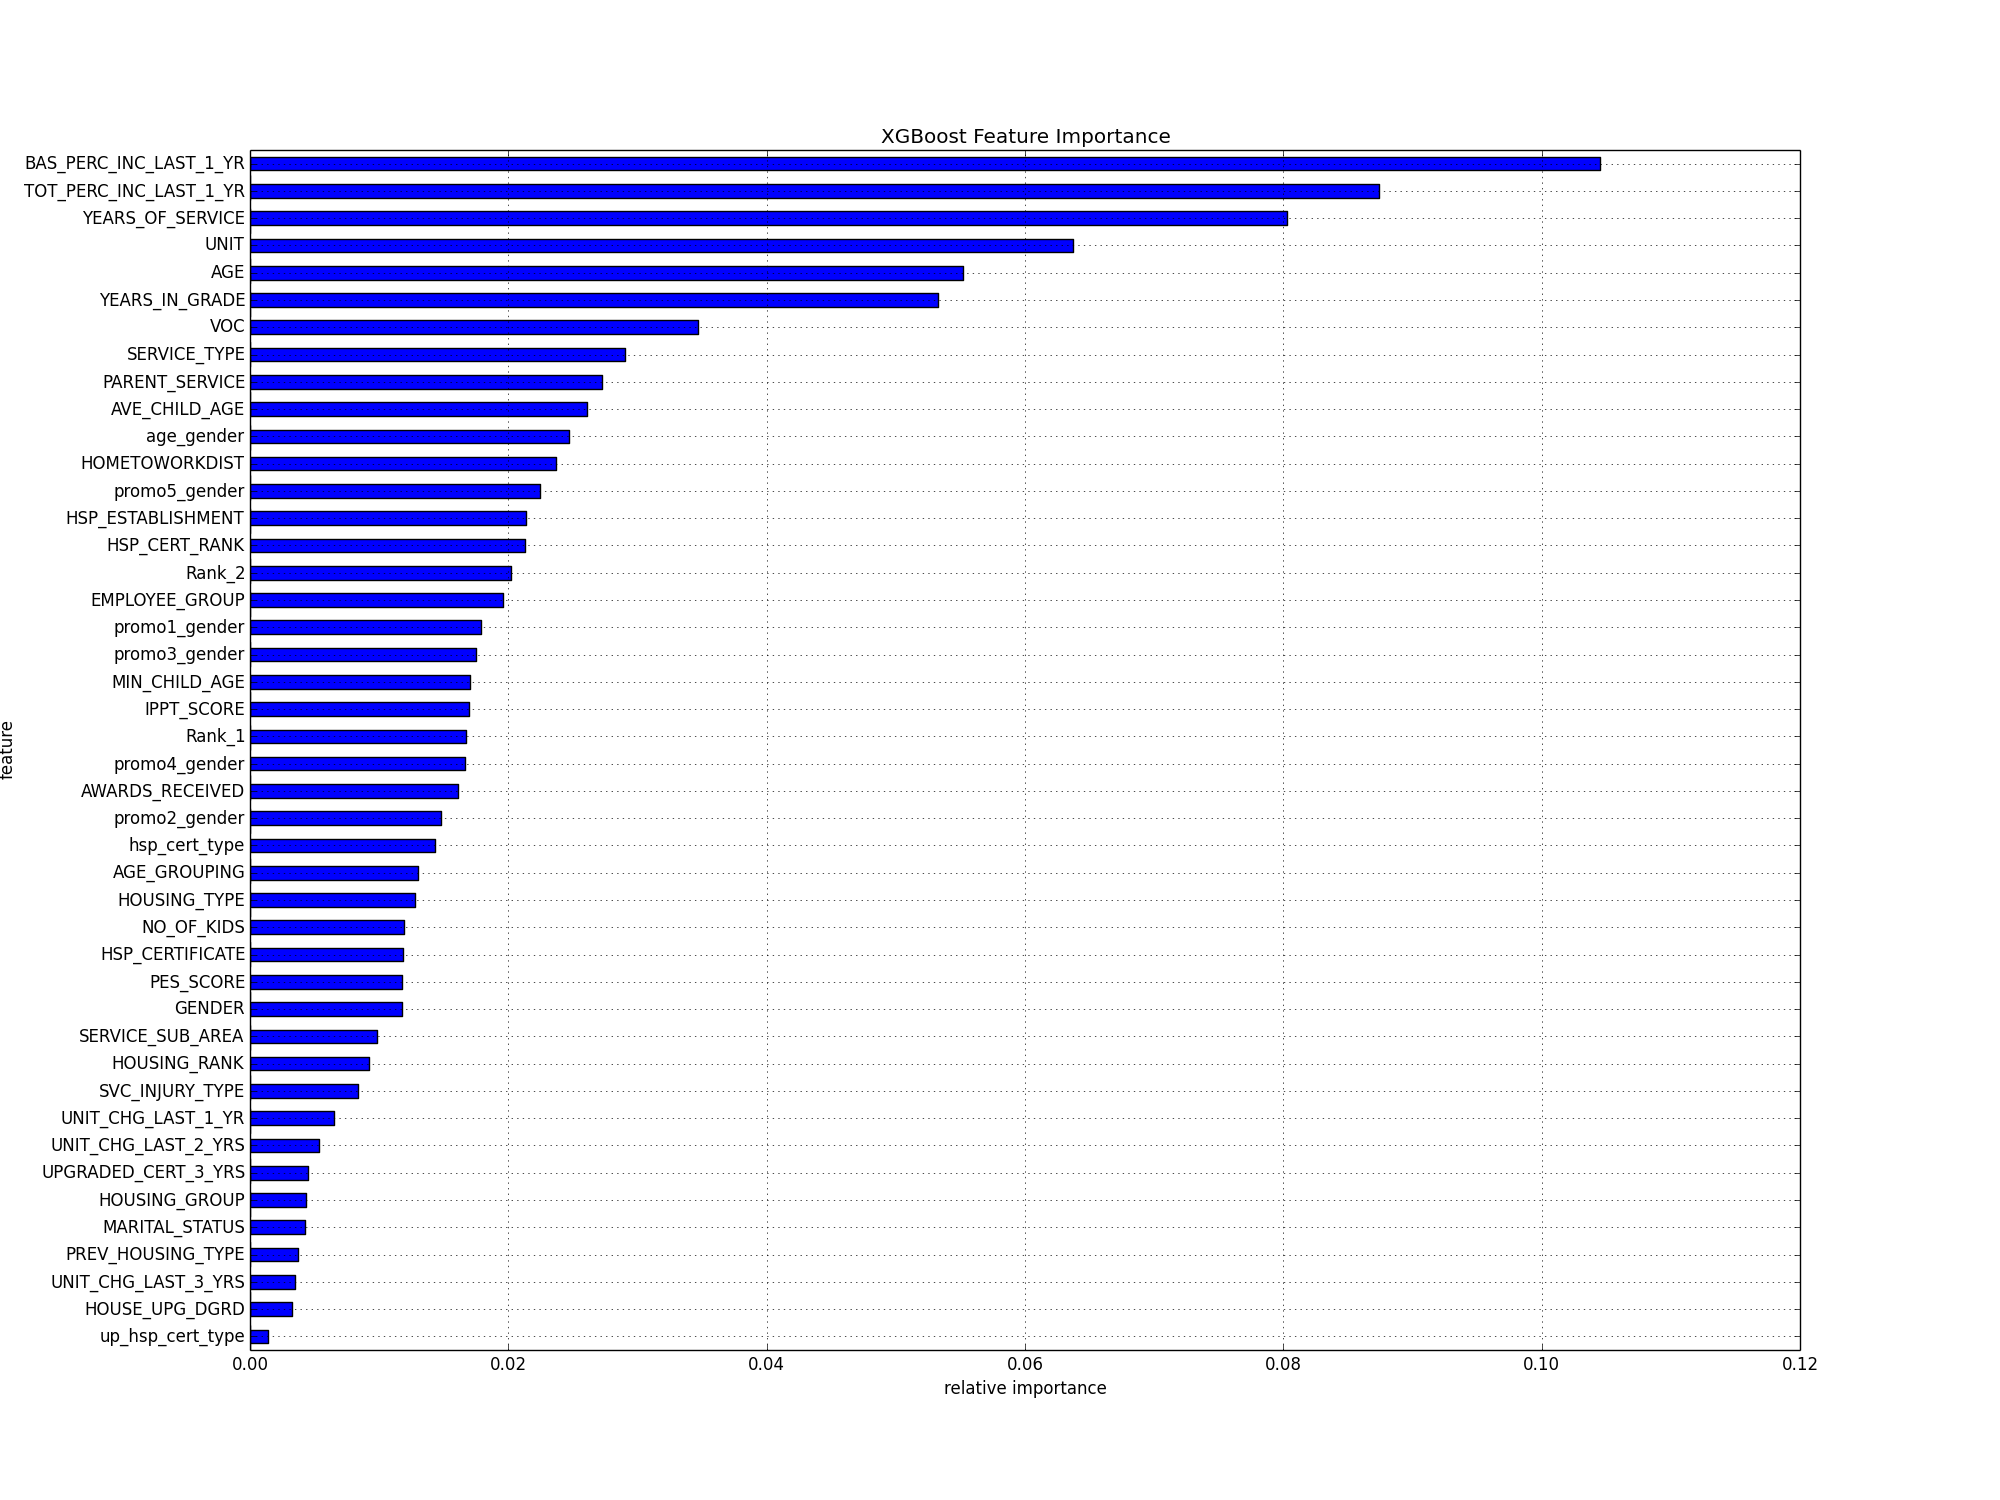 XGBoost Feature Importance
BAS_PERC_INC_LAST_1_YR
TOT_PERC_INC_LAST_1_YR
YEARS_OF_SERVICE
UNIT
AGE
YEARS_IN_GRADE
VOC
SERVICE_TYPE
PARENT_SERVICE
AVE_CHILD_AGE
age_gender
HOMETOWORKDIST
promo5_gender
HSP_ESTABLISHMENT
HSP_CERT_RANK
Rank_2
EMPLOYEE_GROUP
promo1_gender
promo3_gender
MIN_CHILD_AGE
IPPT_SCORE
Rank_1
promo4_gender
AWARDS_RECEIVED
promo2_gender
hsp_cert_type
AGE_GROUPING
HOUSING_TYPE
NO_OF_KIDS
HSP_CERTIFICATE
PES_SCORE
GENDER
SERVICE_SUB_AREA
HOUSING_RANK
SVC_INJURY_TYPE
UNIT_CHG_LAST_1_YR
UNIT_CHG_LAST_2_YRS
UPGRADED_CERT_3_YRS
HOUSING_GROUP
MARITAL_STATUS
PREV_HOUSING_TYPE
UNIT_CHG_LAST_3_YRS
HOUSE_UPG_DGRD
up_hsp_cert_type
feature
0.00 0.02 0.04 0.06 0.08 0.10 0.12
relative importance